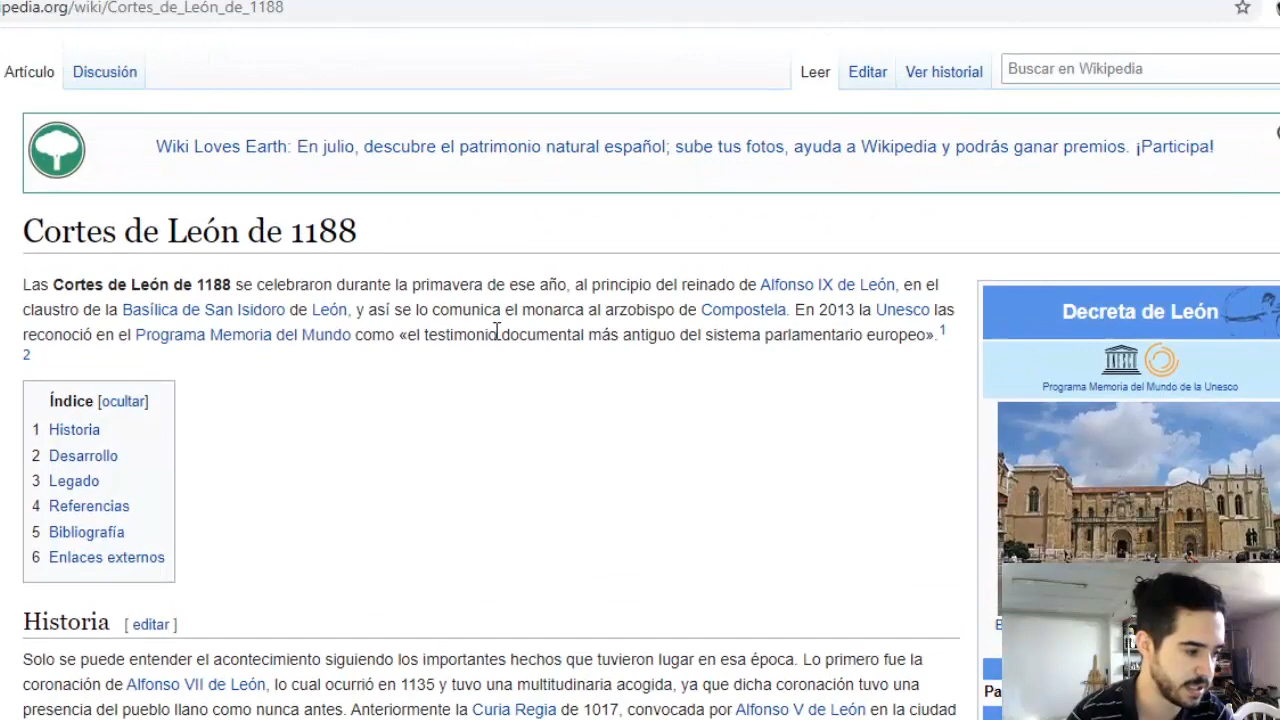 pedia.org/wiki/Cortes_de_León_de_1188
Artículo Discusión Leer Editar Ver historial Buscar en Wikipedia
Wiki Loves Earth: En julio, descubre el patrimonio natural español; sube tus fotos, ayuda a Wikipedia y podrás ganar premios. ¡Participa!
Cortes de León de 1188
Las Cortes de León de 1188 se celebraron durante la primavera de ese año, al principio del reinado de Alfonso IX de León, en el
claustro de la Basílica de San Isidoro de León, y así se lo comunica el monarca al arzobispo de Compostela. En 2013 la Unesco las
reconoció en el Programa Memoria del Mundo como «el testimonio documental más antiguo del sistema parlamentario europeo». 1
2
Índice [ocultar]
1 Historia
2 Desarrollo
3 Legado
4 Referencias
5 Bibliografía
6 Enlaces externos
Historia [ editar ]
Solo se puede entender el acontecimiento siguiendo los importantes hechos que tuvieron lugar en esa época. Lo primero fue la
coronación de Alfonso VII de León, lo cual ocurrió en 1135 y tuvo una multitudinaria acogida, ya que dicha coronación tuvo una
presencia del pueblo llano como nunca antes. Anteriormente la Curia Regia de 1017, convocada por Alfonso V de León en la ciudad
Decreta de León
Programa Memoria del Mundo de la Unesco
Pa